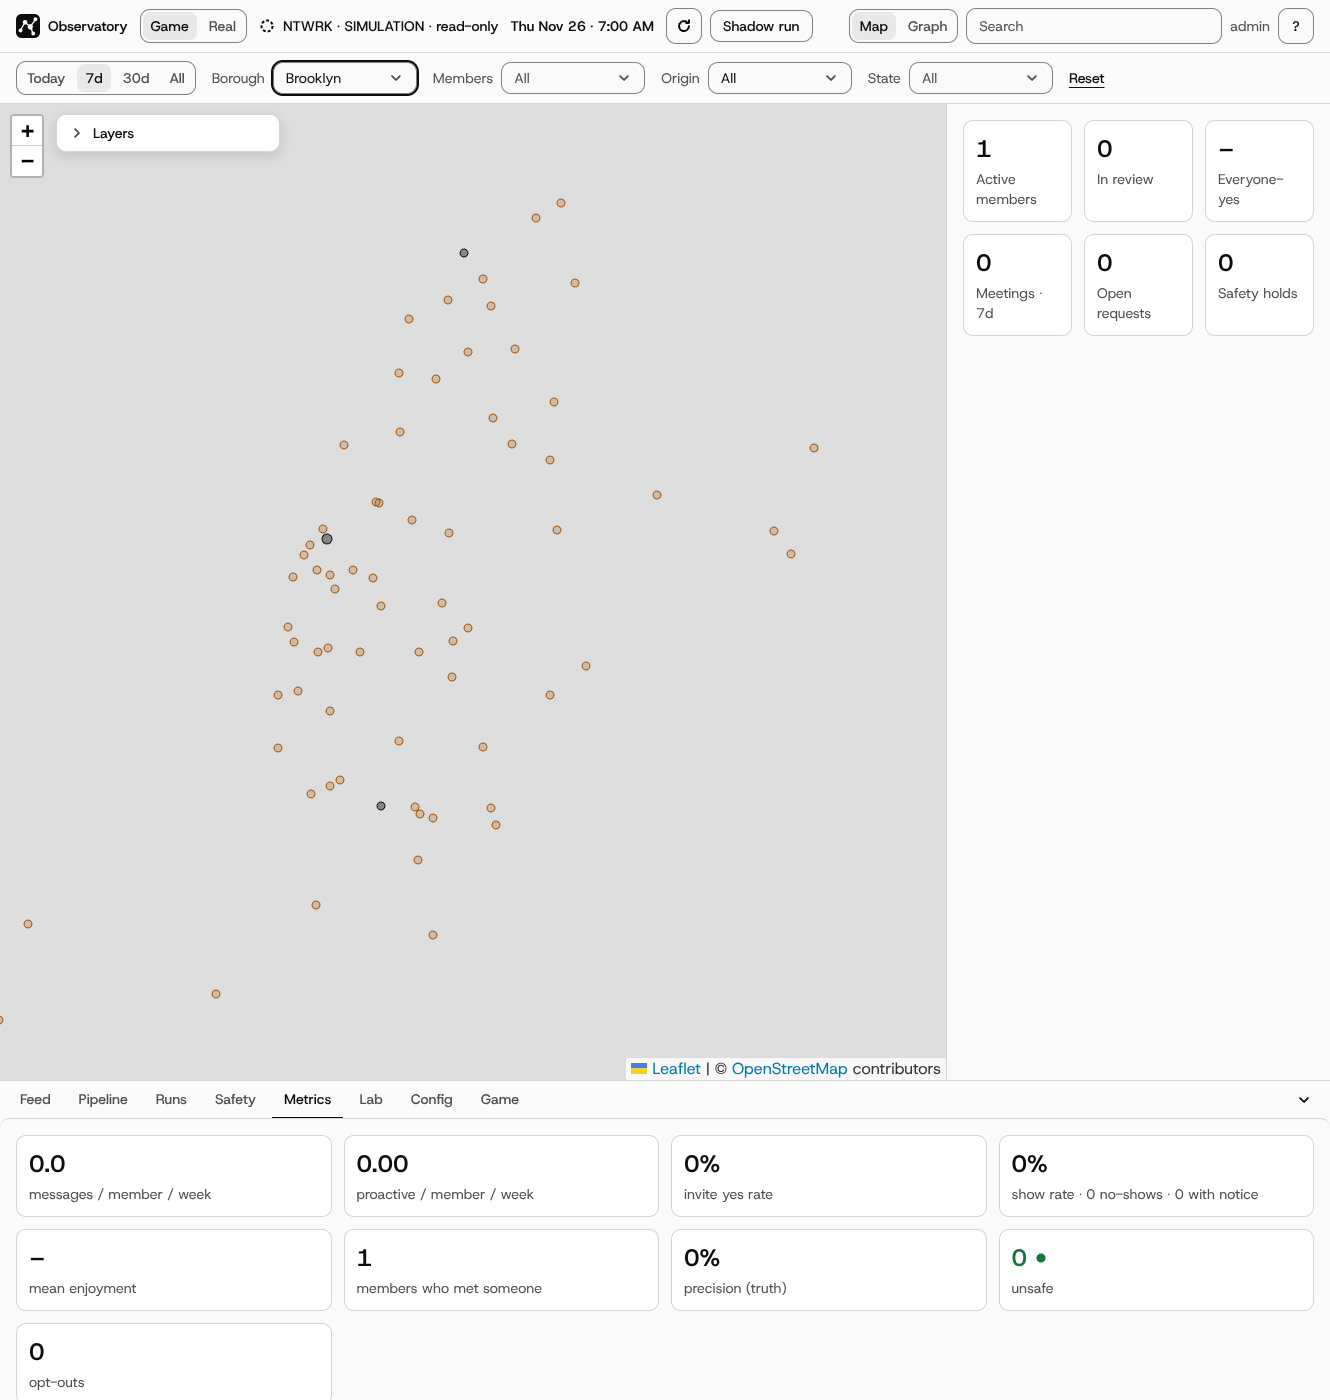 Observatory
Game Real
NTWRK · SIMULATION · read-only Thu Nov 26 · 7:00 AM
Shadow run
Map Graph
Search
admin
?
Today 7d 30d All
Borough Brooklyn
Members All
Origin All
State All
Reset
+
−
Layers
1
Active
members
0
In review
–
Everyone-
yes
0
Meetings ·
7d
0
Open
requests
0
Safety holds
Leaflet | © OpenStreetMap contributors
Feed Pipeline Runs Safety Metrics Lab Config Game
0.0
messages / member / week
0.00
proactive / member / week
0%
invite yes rate
0%
show rate · 0 no-shows · 0 with notice
–
mean enjoyment
1
members who met someone
0%
precision (truth)
0
unsafe
0
opt-outs